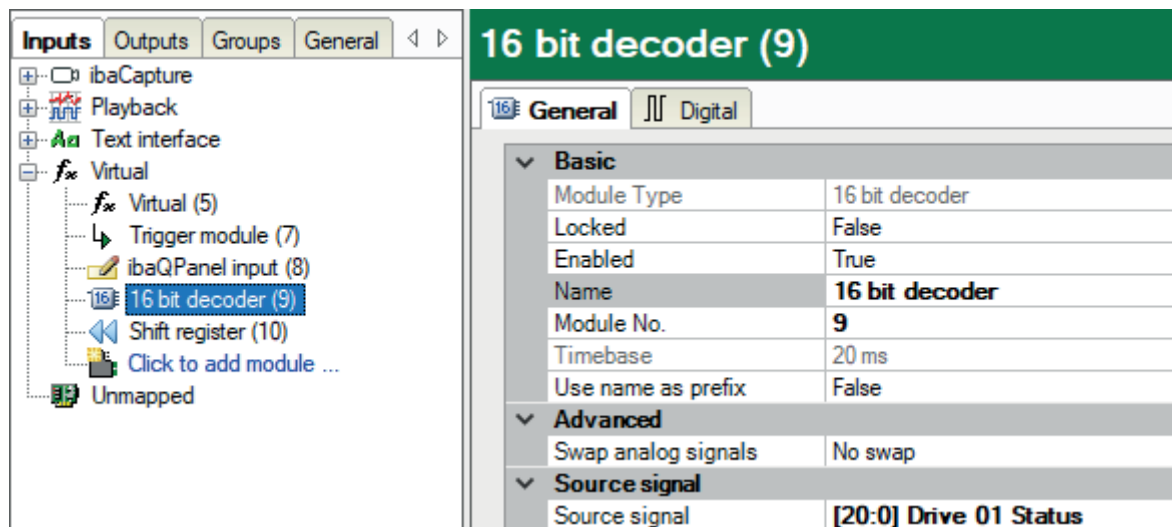 Inputs Outputs Groups General
ibaCapture
Playback
Text interface
Virtual
Virtual (5)
Trigger module (7)
ibaQPanel input (8)
16 bit decoder (9)
Shift register (10)
Click to add module ...
Unmapped
16 bit decoder (9)
General Digital
Basic
Module Type 16 bit decoder
Locked False
Enabled True
Name 16 bit decoder
Module No. 9
Timebase 20 ms
Use name as prefix False
Advanced
Swap analog signals No swap
Source signal
Source signal [20:0] Drive 01 Status